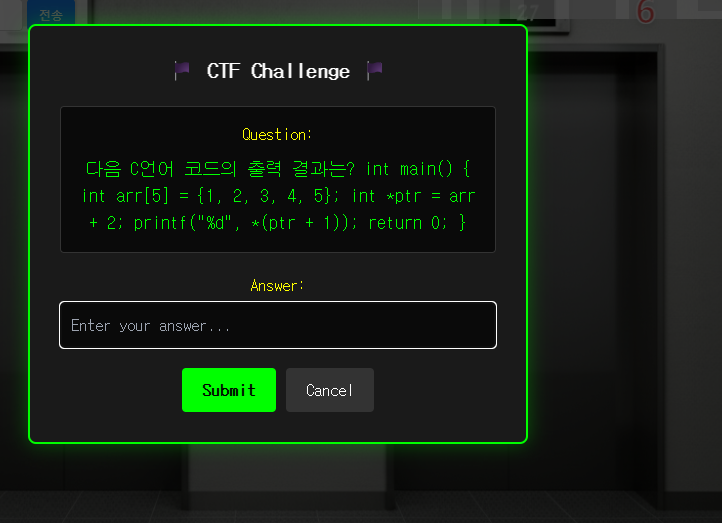 전송
27
6
CTF Challenge
Question:
다음 C언어 코드의 출력 결과는? int main() {
int arr[5] = {1, 2, 3, 4, 5}; int *ptr = arr
+ 2; printf("%d", *(ptr + 1)); return 0; }
Answer:
Enter your answer...
Submit
Cancel